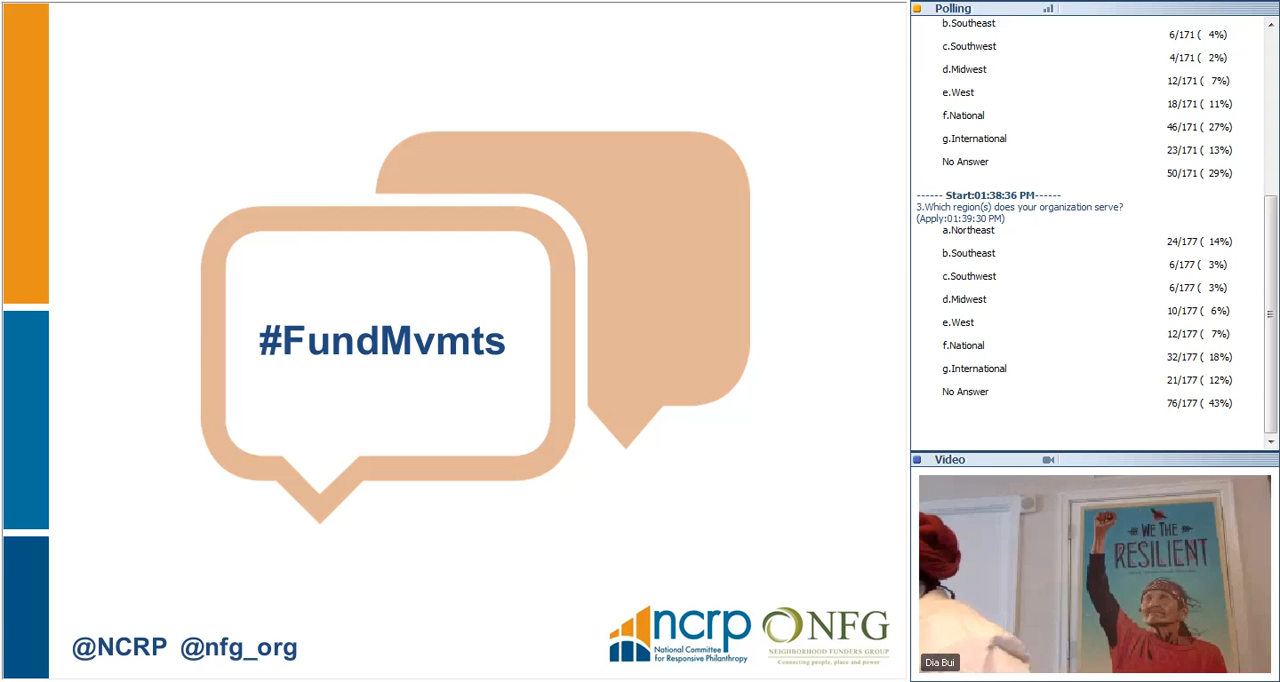 #FundMvmts
@NCRP @nfg_org
ncrp
National Committee
for Responsive Philanthropy
NFG
NEIGHBORHOOD FUNDERS GROUP
Connecting people, place and power
Polling
b.Southeast
6/171 ( 4%)
c.Southwest
4/171 ( 2%)
d.Midwest
12/171 ( 7%)
e.West
18/171 ( 11%)
f.National
46/171 ( 27%)
g.International
23/171 ( 13%)
No Answer
50/171 ( 29%)
------ Start:01:38:36 PM------
3.Which region(s) does your organization serve?
(Apply:01:39:30 PM)
a.Northeast
24/177 ( 14%)
b.Southeast
6/177 ( 3%)
c.Southwest
6/177 ( 3%)
d.Midwest
10/177 ( 6%)
e.West
12/177 ( 7%)
f.National
32/177 ( 18%)
g.International
21/177 ( 12%)
No Answer
76/177 ( 43%)
Video
WE THE
RESILIENT
Dia Bui